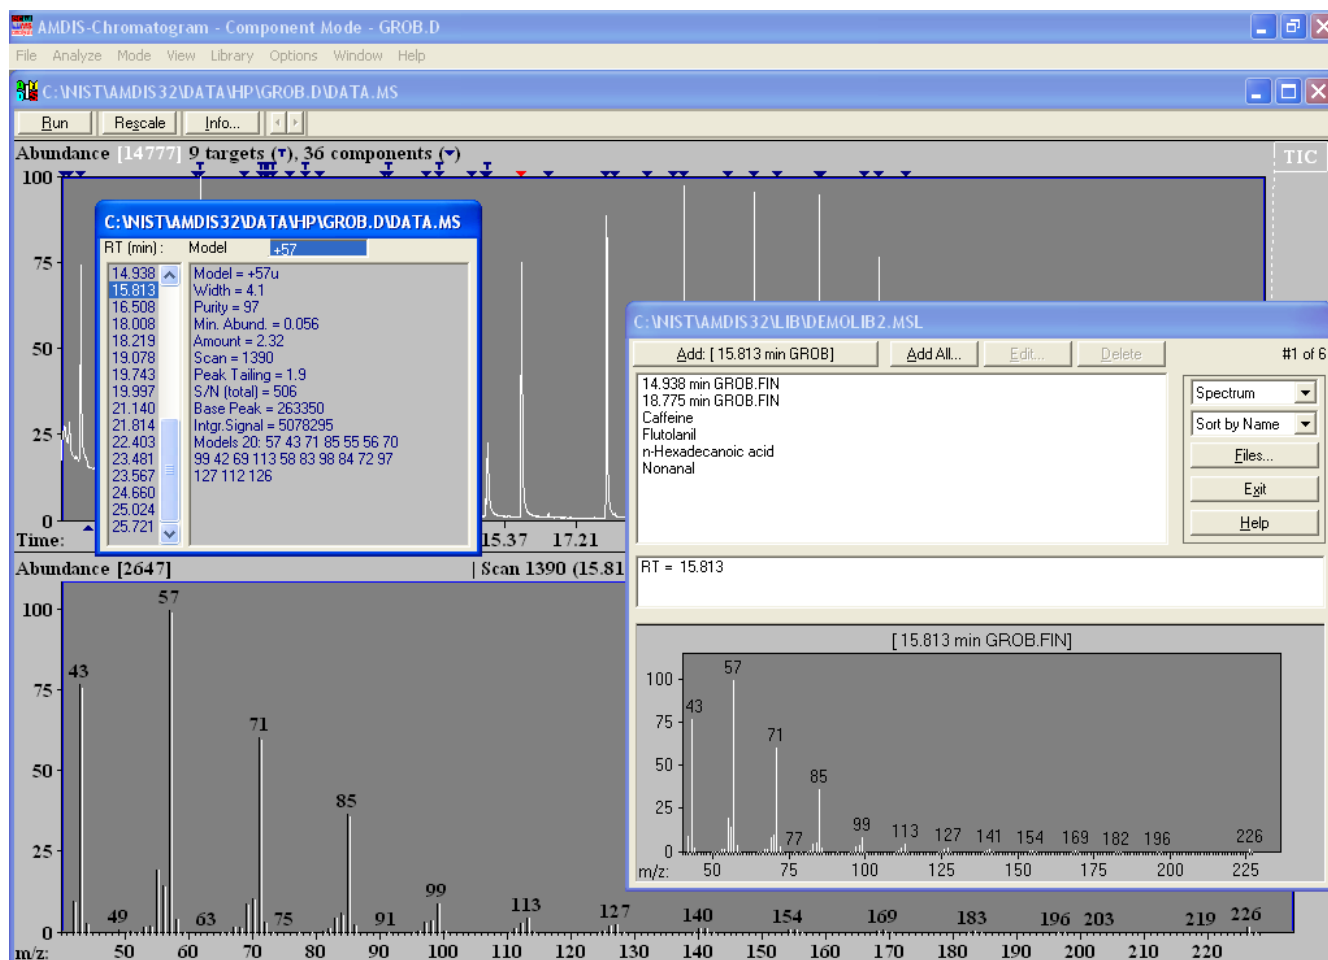 AMDIS-Chromatogram - Component Mode - GROB.D
File Analyze Mode View Library Options Window Help
C:\NIST\AMDIS32\DATA\HP\GROB.D\DATA.MS
Run Rescale Info...
Abundance [14777] 9 targets (T), 36 components (▾)
TIC
100
75
50
25
0
Time: 15.37 17.21
C:\NIST\AMDIS32\DATA\HP\GROB.D\DATA.MS
RT (min) : Model +57
14.938
15.813
16.508
18.008
18.219
19.078
19.743
19.997
21.140
21.814
22.403
23.481
23.567
24.660
25.024
25.721
Model = +57u
Width = 4.1
Purity = 97
Min. Abund. = 0.056
Amount = 2.32
Scan = 1390
Peak Tailing = 1.9
S/N (total) = 506
Base Peak = 263350
Intgr.Signal = 5078295
Models 20: 57 43 71 85 55 56 70
99 42 69 113 58 83 98 84 72 97
127 112 126
C:\NIST\AMDIS32\LIB\DEMOLIB2.MSL
Add: [ 15.813 min GROB] Add All... Edit... Delete #1 of 6
14.938 min GROB.FIN
18.775 min GROB.FIN
Caffeine
Flutolanil
n-Hexadecanoic acid
Nonanal
Spectrum
Sort by Name
Files...
Exit
Help
RT = 15.813
[ 15.813 min GROB.FIN]
100
75
50
25
0
57
43
71
85
77 99 113 127 141 154 169 182 196 226
m/z: 50 75 100 125 150 175 200 225
Abundance [2647] | Scan 1390 (15.81
100
75
50
25
0
57
43
71
85
49 63 75 91 99 113 127 140 154 169 183 196 203 219 226
m/z: 50 60 70 80 90 100 110 120 130 140 150 160 170 180 190 200 210 220